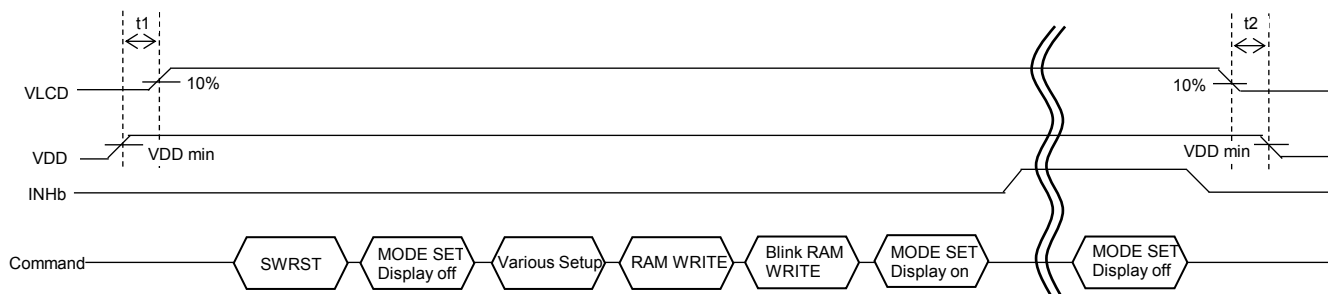 t1
t2
VLCD
10%
10%
VDD
VDD min
VDD min
INHb
Command
SWRST
MODE SET
Display off
Various Setup
RAM WRITE
Blink RAM
WRITE
MODE SET
Display on
MODE SET
Display off